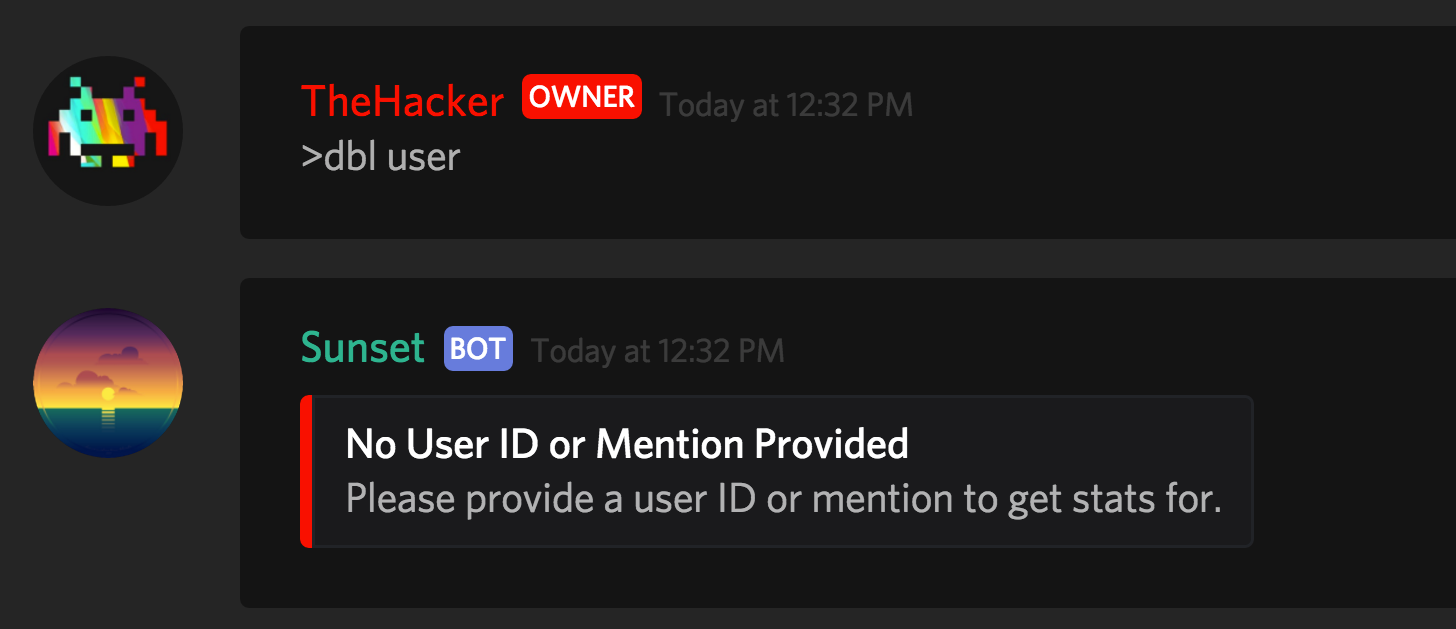 TheHacker OWNER Today at 12:32 PM
>dbl user
Sunset BOT Today at 12:32 PM
No User ID or Mention Provided
Please provide a user ID or mention to get stats for.